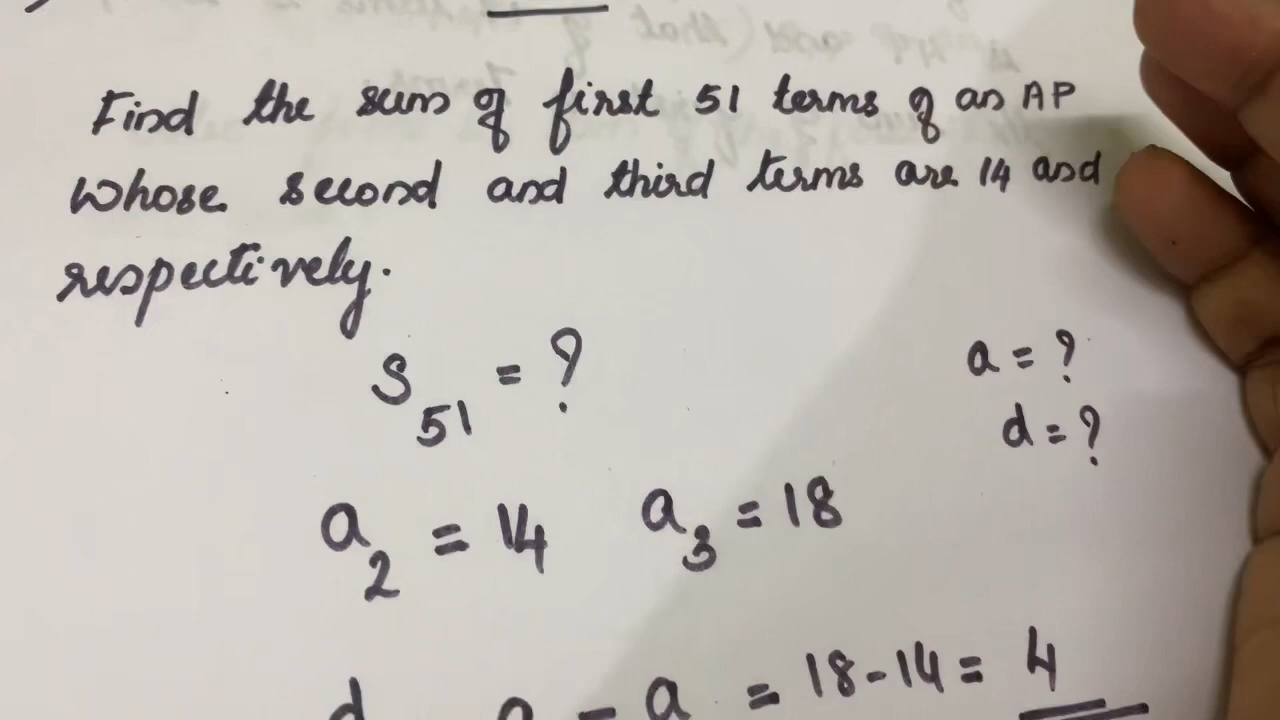 Find the sum of first 51 terms of an AP
whose second and third terms are 14 and
respectively.
S51 = ?
a = ?
d = ?
a2 = 14 a3 = 18
d a - a = 18-14 = 4